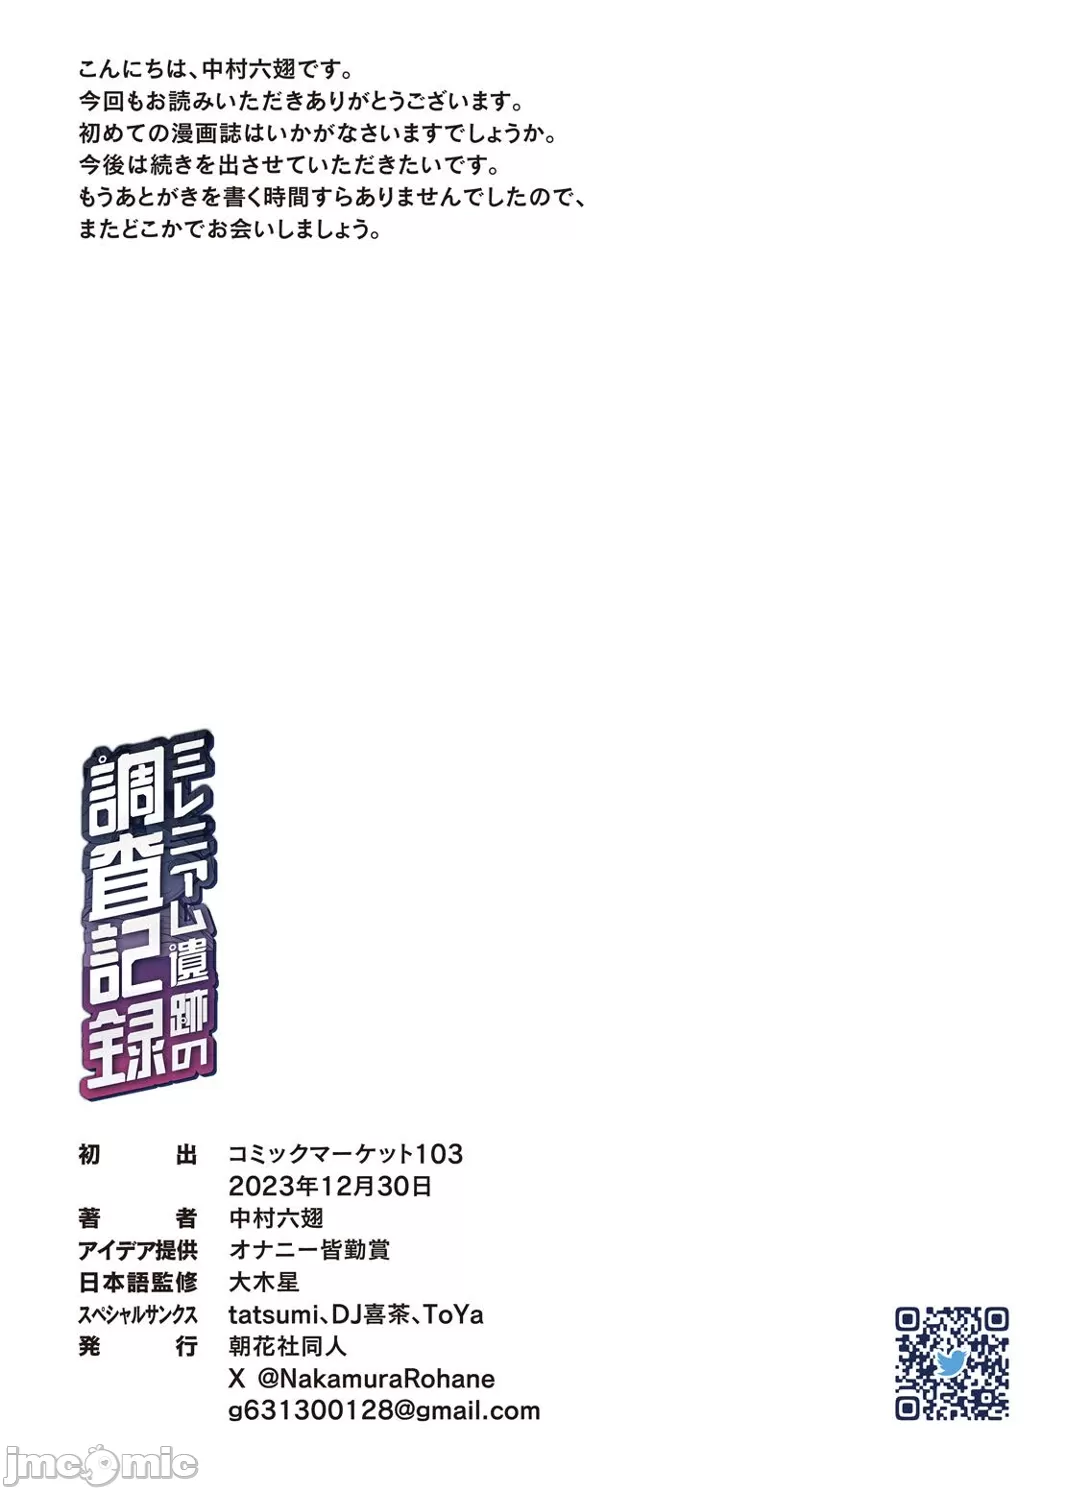 こんにちは、中村六翅です。
今回もお読みいただきありがとうございます。
初めての漫画誌はいかがなさいますでしょうか。
今後は続きを出させていただきたいです。
もうあとがきを書く時間すらありませんでしたので、
またどこかでお会いしましょう。
ミレニアム遺跡の
調査記録
初出 コミックマーケット103
2023年12月30日
著者 中村六翅
アイデア提供 オナニー皆勤賞
日本語監修 大木星
スペシャルサンクス tatsumi、DJ喜茶、ToYa
発行 朝花社同人
X @NakamuraRohane
g631300128@gmail.com
jmcomic